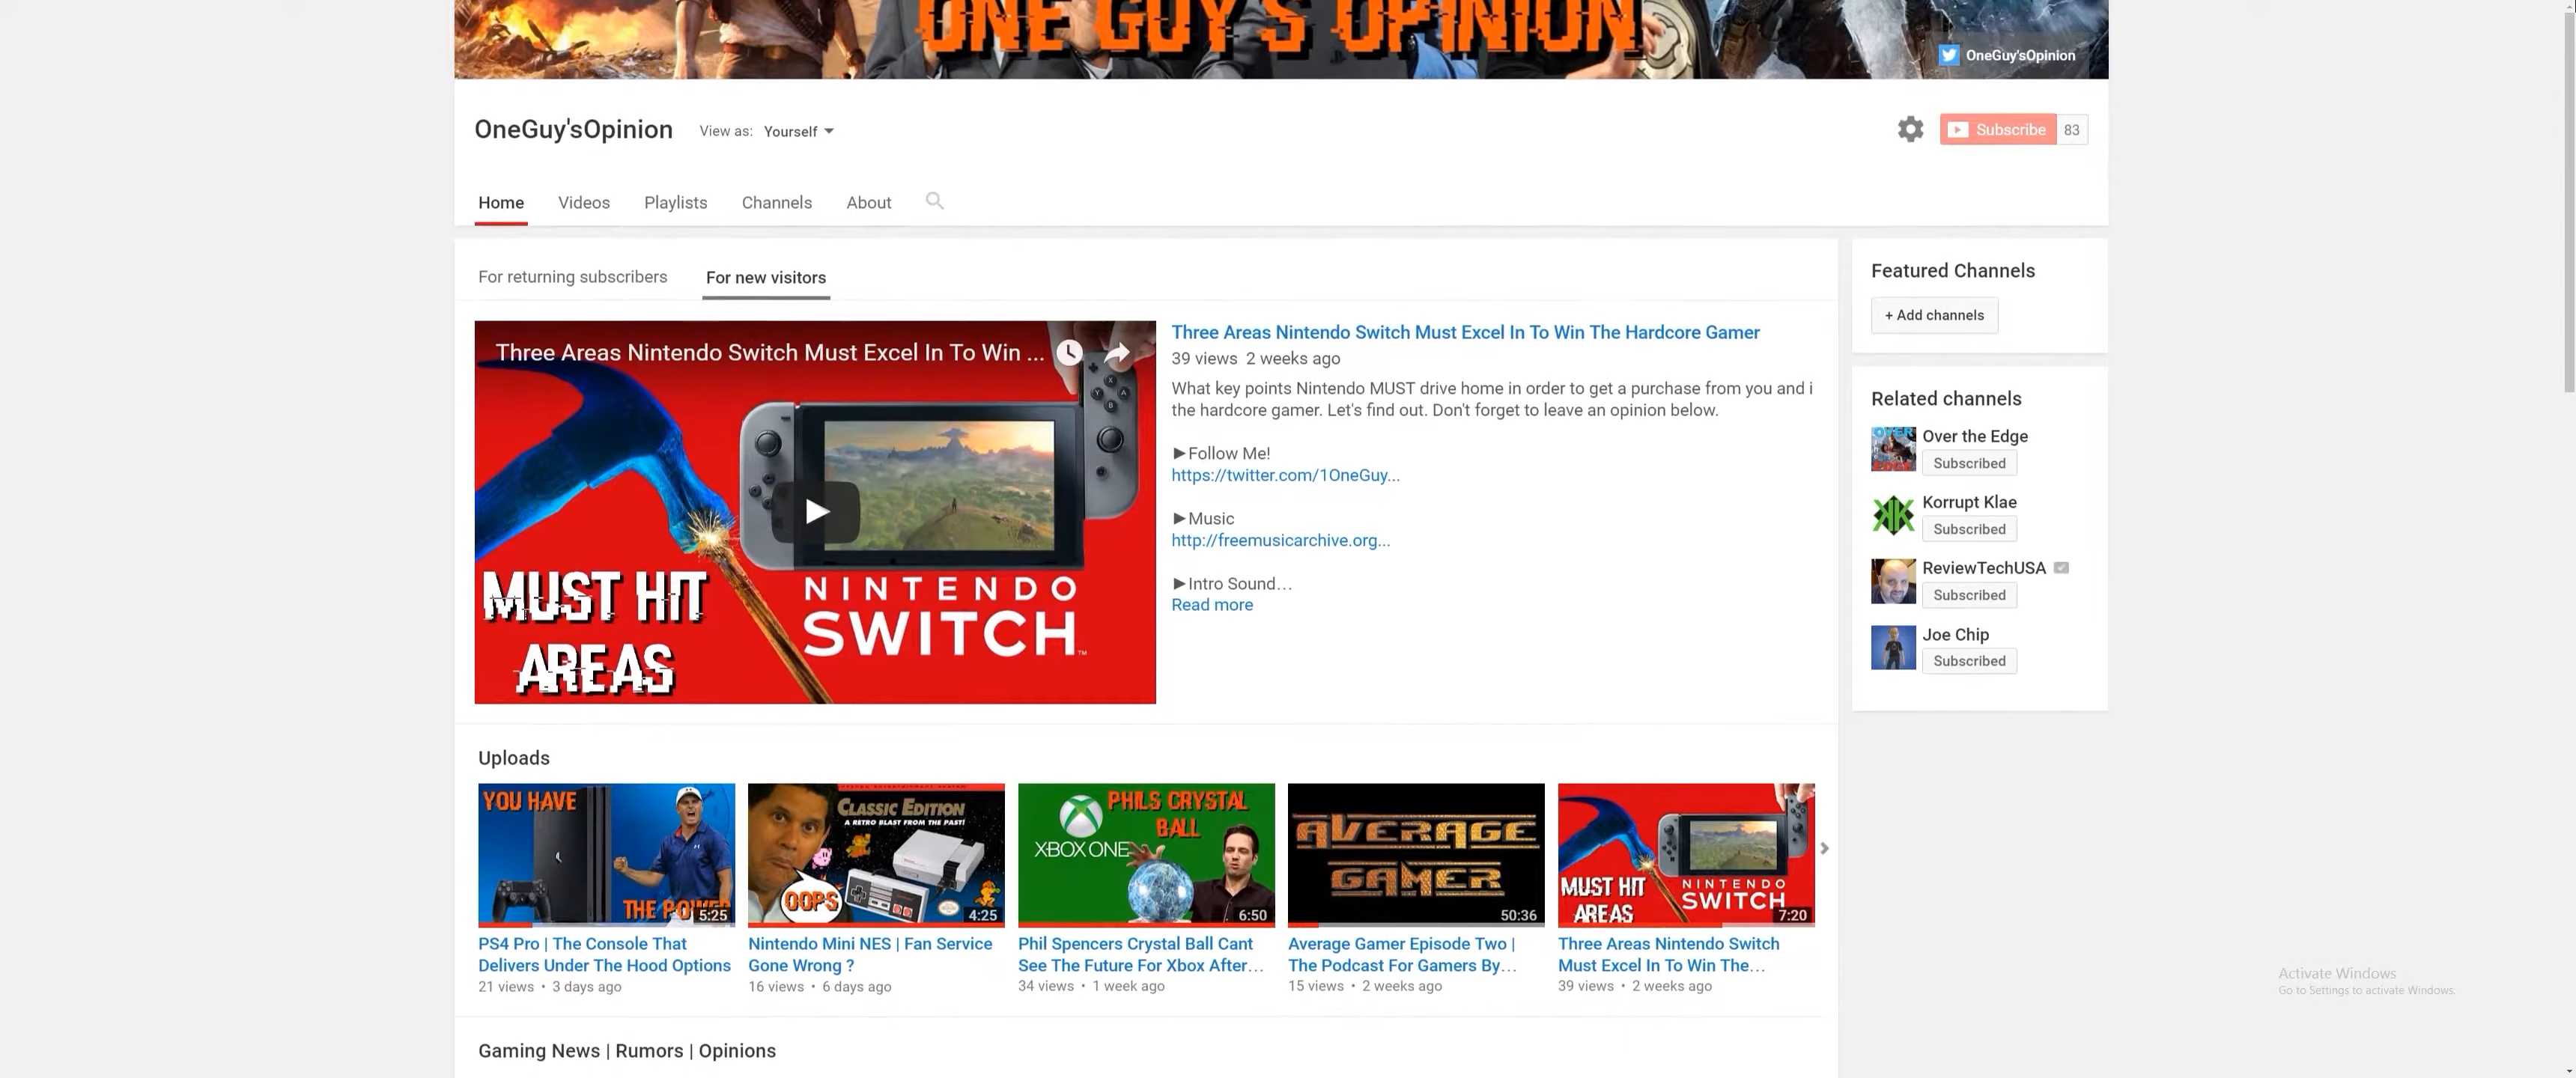 ONE GUY'S OPINION
OneGuy'sOpinion
OneGuy'sOpinion View as: Yourself
Subscribe 83
Home Videos Playlists Channels About
For returning subscribers For new visitors
Three Areas Nintendo Switch Must Excel In To Win ...
MUST HIT
AREAS
NINTENDO
SWITCH™
Three Areas Nintendo Switch Must Excel In To Win The Hardcore Gamer
39 views 2 weeks ago
What key points Nintendo MUST drive home in order to get a purchase from you and i
the hardcore gamer. Let's find out. Don't forget to leave an opinion below.
►Follow Me!
https://twitter.com/1OneGuy...
►Music
http://freemusicarchive.org...
►Intro Sound...
Read more
Featured Channels
+ Add channels
Related channels
Over the Edge
Subscribed
Korrupt Klae
Subscribed
ReviewTechUSA
Subscribed
Joe Chip
Subscribed
Uploads
YOU HAVE
THE POWER
5:25
PS4 Pro | The Console That
Delivers Under The Hood Options
21 views • 3 days ago
CLASSIC EDITION
A RETRO BLAST FROM THE PAST!
OOPS
4:25
Nintendo Mini NES | Fan Service
Gone Wrong ?
16 views • 6 days ago
PHILS CRYSTAL
BALL
XBOX ONE
6:50
Phil Spencers Crystal Ball Cant
See The Future For Xbox After...
34 views • 1 week ago
AVERAGE
GAMER
50:36
Average Gamer Episode Two |
The Podcast For Gamers By...
15 views • 2 weeks ago
MUST HIT
AREAS
NINTENDO
SWITCH
7:20
Three Areas Nintendo Switch
Must Excel In To Win The...
39 views • 2 weeks ago
Gaming News | Rumors | Opinions
Activate Windows
Go to Settings to activate Windows.